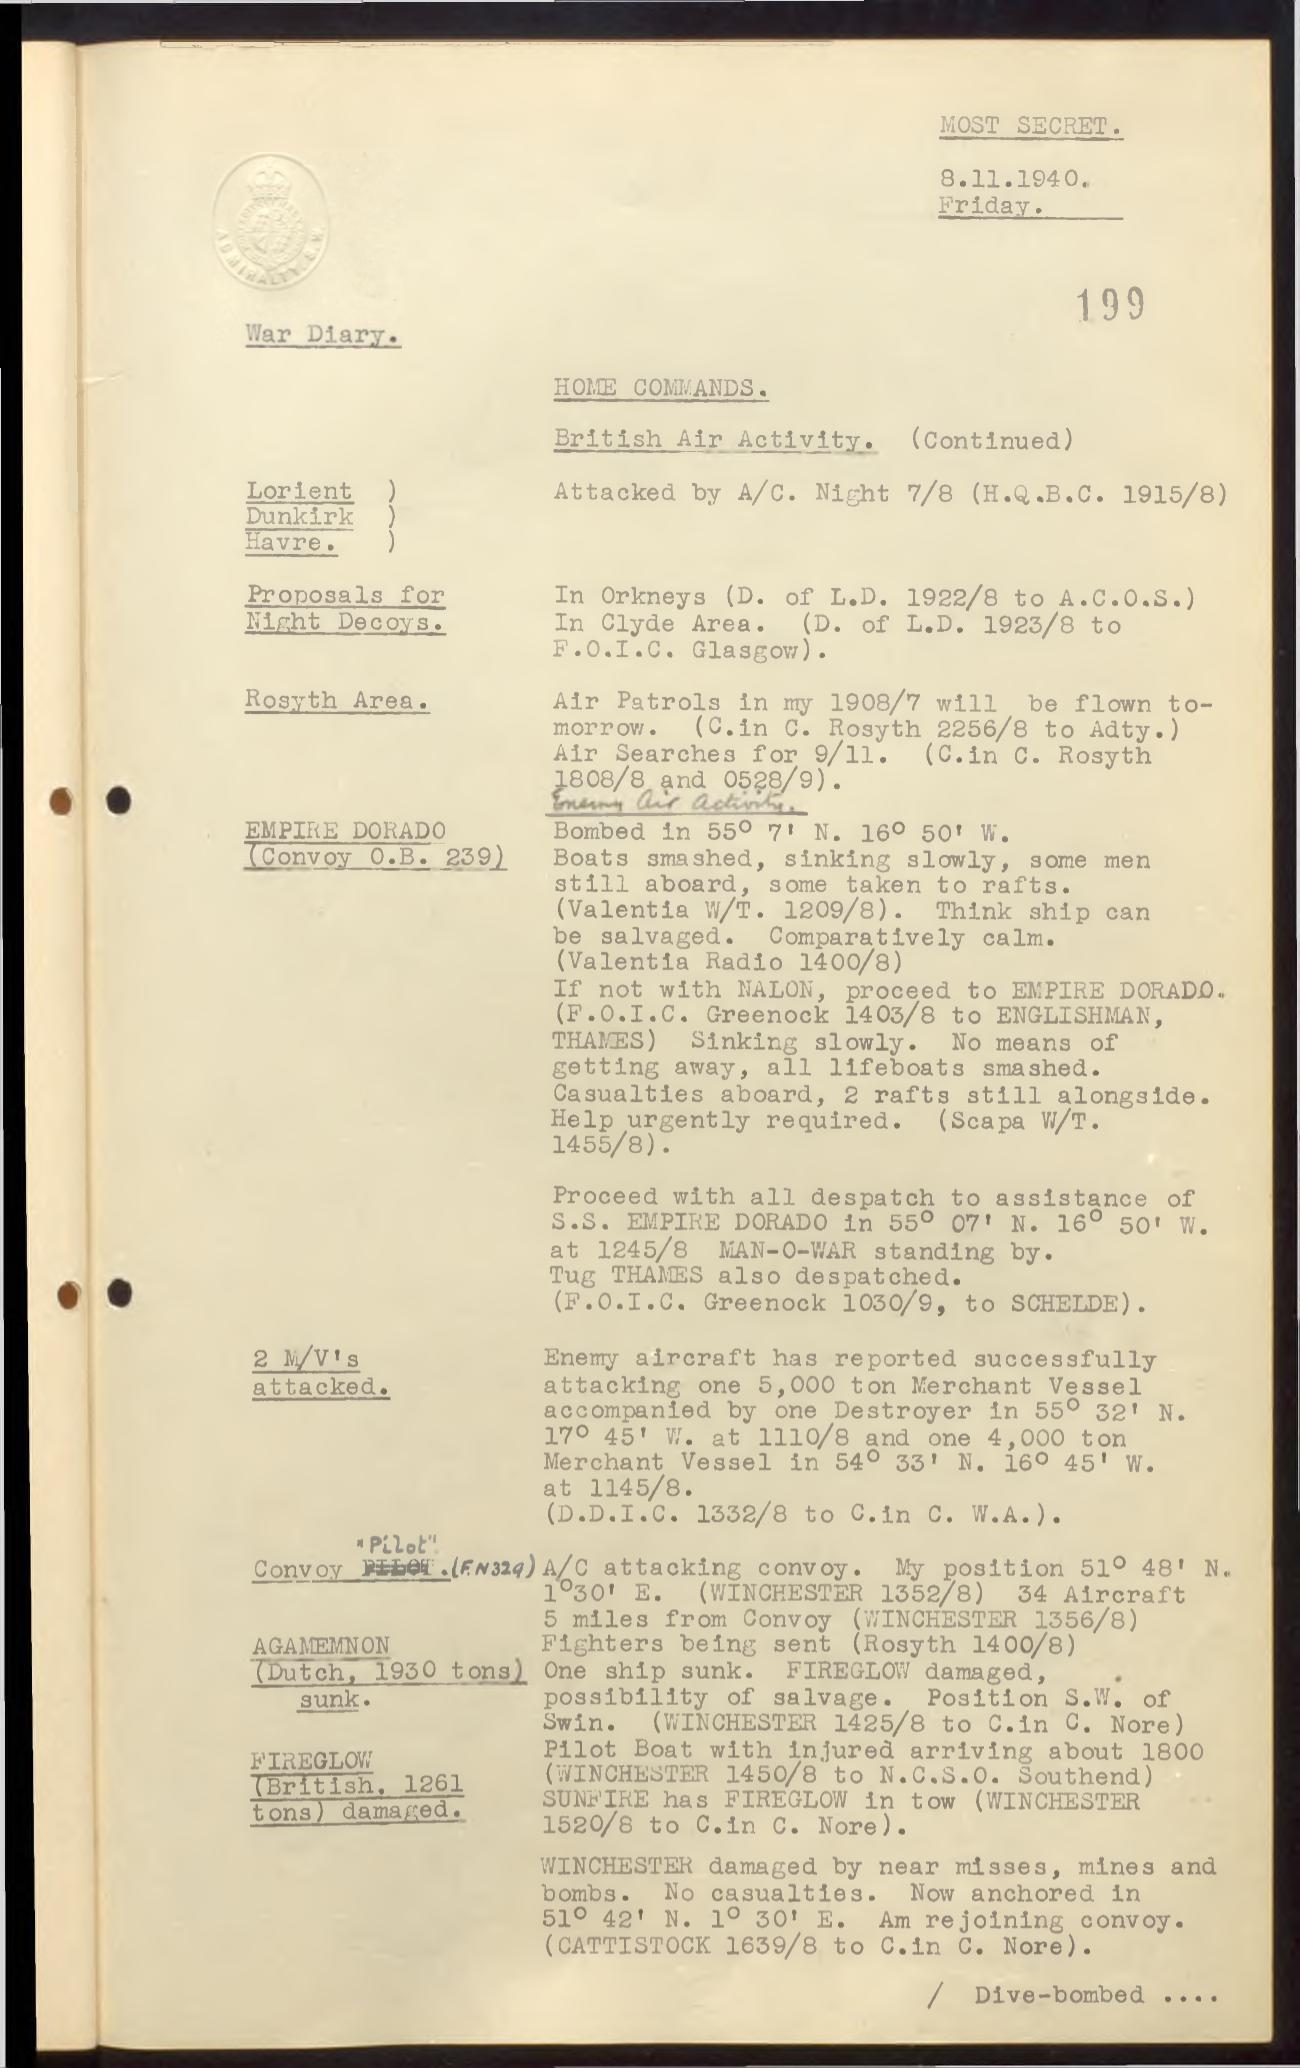 MOST SECRET.
8.11.1940.
Friday.
ADMIRALTY. S.W.
199
War Diary.
HOME COMMANDS.
British Air Activity. (Continued)
Lorient )
Dunkirk )
Havre. )
Attacked by A/C. Night 7/8 (H.Q.B.C. 1915/8)
Proposals for
Night Decoys.
In Orkneys (D. of L.D. 1922/8 to A.C.O.S.)
In Clyde Area. (D. of L.D. 1923/8 to
F.O.I.C. Glasgow).
Rosyth Area.
Air Patrols in my 1908/7 will be flown to-
morrow. (C.in C. Rosyth 2256/8 to Adty.)
Air Searches for 9/11. (C.in C. Rosyth
1808/8 and 0528/9).
Enemy Air Activity.
EMPIRE DORADO
(Convoy O.B. 239)
Bombed in 55° 7' N. 16° 50' W.
Boats smashed, sinking slowly, some men
still aboard, some taken to rafts.
(Valentia W/T. 1209/8). Think ship can
be salvaged. Comparatively calm.
(Valentia Radio 1400/8)
If not with NALON, proceed to EMPIRE DORADO.
(F.O.I.C. Greenock 1403/8 to ENGLISHMAN,
THAMES) Sinking slowly. No means of
getting away, all lifeboats smashed.
Casualties aboard, 2 rafts still alongside.
Help urgently required. (Scapa W/T.
1455/8).
Proceed with all despatch to assistance of
S.S. EMPIRE DORADO in 55° 07' N. 16° 50' W.
at 1245/8 MAN-O-WAR standing by.
Tug THAMES also despatched.
(F.O.I.C. Greenock 1030/9, to SCHELDE).
2 M/V's
attacked.
Enemy aircraft has reported successfully
attacking one 5,000 ton Merchant Vessel
accompanied by one Destroyer in 55° 32' N.
17° 45' W. at 1110/8 and one 4,000 ton
Merchant Vessel in 54° 33' N. 16° 45' W.
at 1145/8.
(D.D.I.C. 1332/8 to C.in C. W.A.).
"Pilot"
Convoy PILOT.(FN329)
A/C attacking convoy. My position 51° 48' N.
1°30' E. (WINCHESTER 1352/8) 34 Aircraft
5 miles from Convoy (WINCHESTER 1356/8)
Fighters being sent (Rosyth 1400/8)
AGAMEMNON
(Dutch, 1930 tons)
sunk.
One ship sunk. FIREGLOW damaged,
possibility of salvage. Position S.W. of
Swin. (WINCHESTER 1425/8 to C.in C. Nore)
Pilot Boat with injured arriving about 1800
(WINCHESTER 1450/8 to N.C.S.O. Southend)
FIREGLOW
(British, 1261
tons) damaged.
SUNFIRE has FIREGLOW in tow (WINCHESTER
1520/8 to C.in C. Nore).
WINCHESTER damaged by near misses, mines and
bombs. No casualties. Now anchored in
51° 42' N. 1° 30' E. Am rejoining convoy.
(CATTISTOCK 1639/8 to C.in C. Nore).
/ Dive-bombed ....